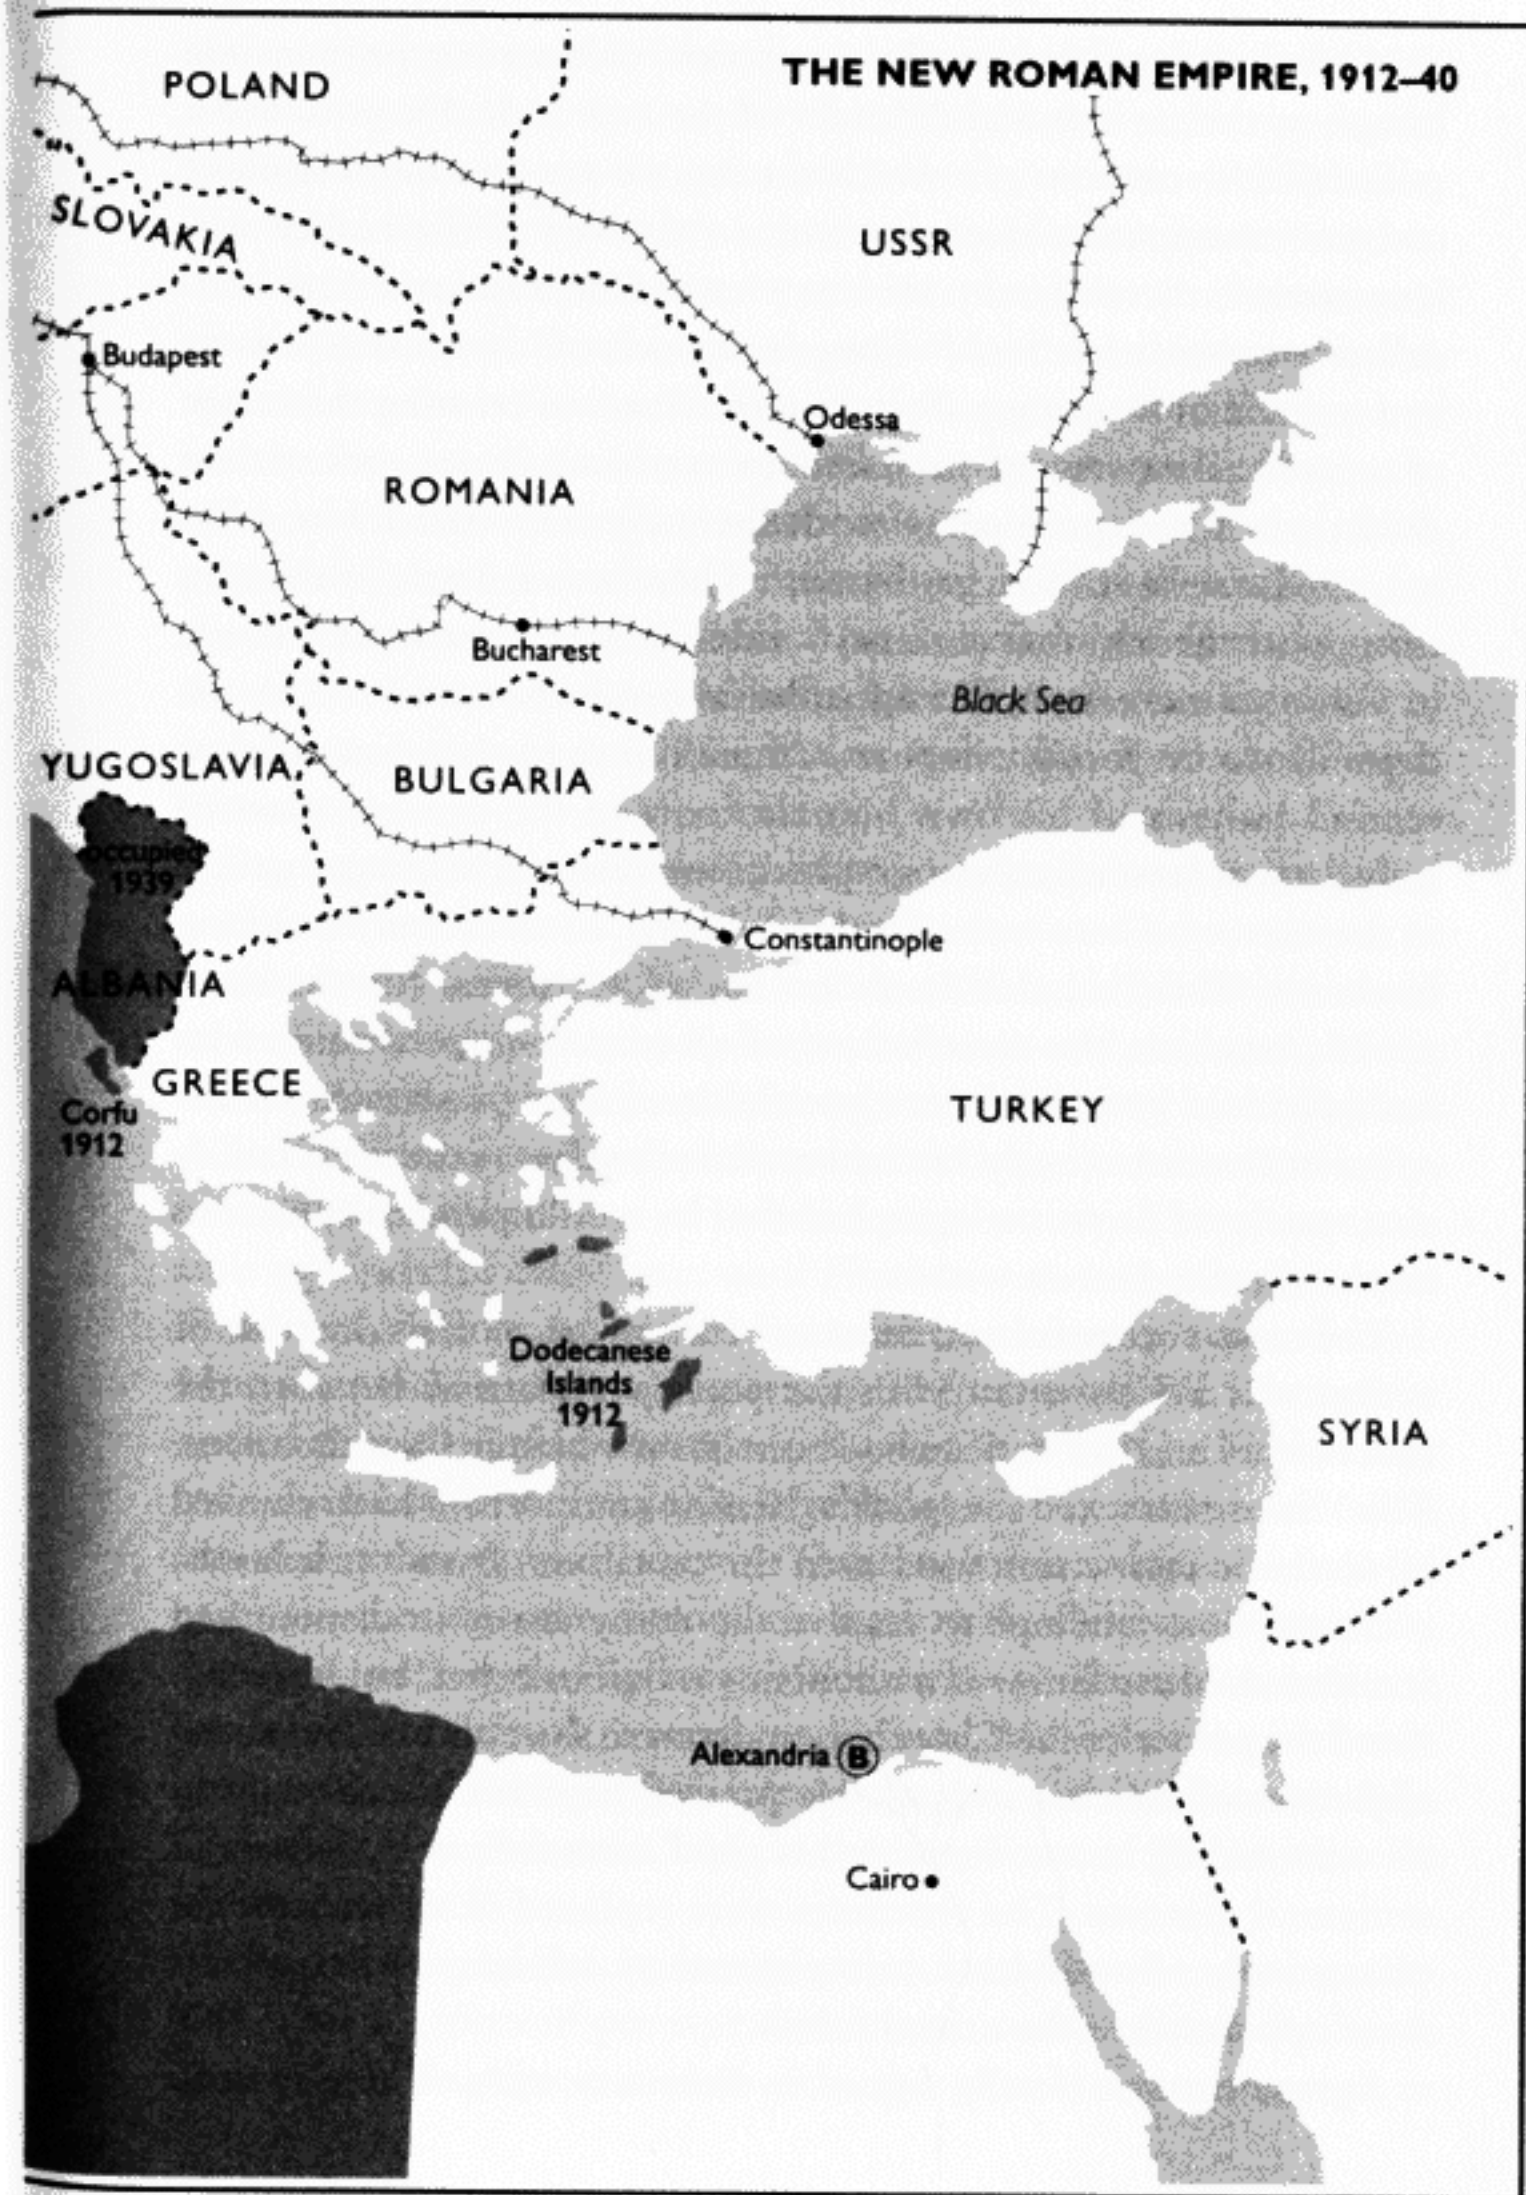 THE NEW ROMAN EMPIRE, 1912–40
POLAND
SLOVAKIA
USSR
Budapest
Odessa
ROMANIA
Bucharest
Black Sea
YUGOSLAVIA
BULGARIA
occupied
1939
Constantinople
ALBANIA
GREECE
Corfu
1912
TURKEY
Dodecanese
Islands
1912
SYRIA
Alexandria B
Cairo